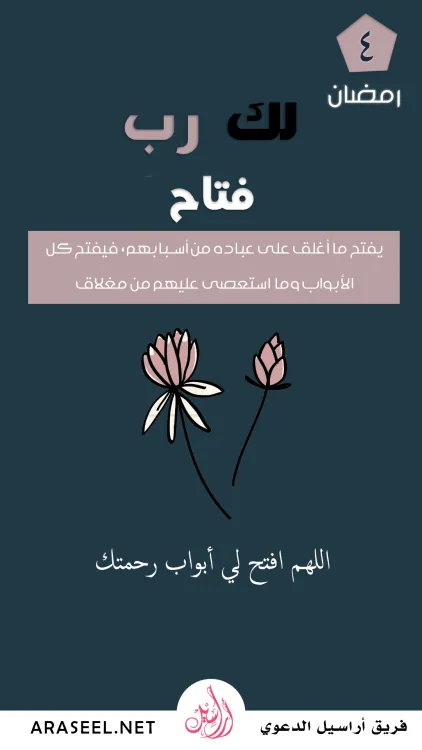 ٤
رمضان
لك رب
فتاح
يفتح ما أغلق على عباده من أسبابهم، فيفتح كل
الأبواب وما استعصى عليهم من مغلاق
اللهم افتح لي أبواب رحمتك
فريق أراسيل الدعوي
أراسيل
ARASEEL.NET